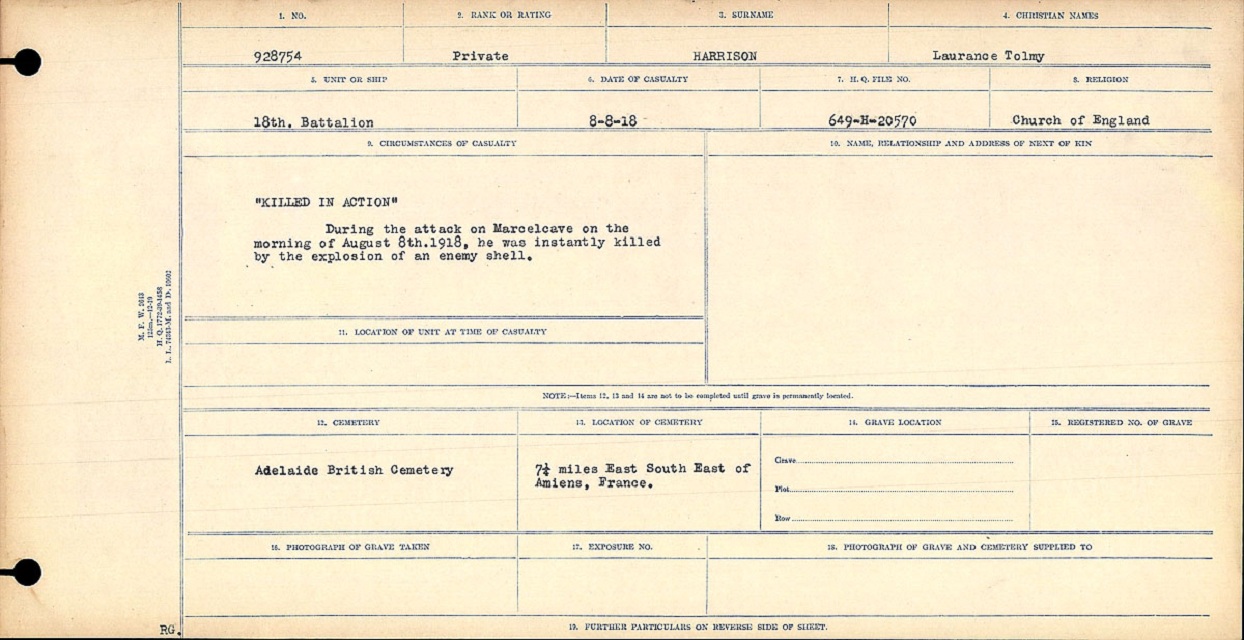 1. NO. 2. RANK OR RATING 3. SURNAME 4. CHRISTIAN NAMES
928754 Private HARRISON Laurance Tolmy
5. UNIT OR SHIP 6. DATE OF CASUALTY 7. H. Q. FILE NO. 8. RELIGION
18th. Battalion 8-8-18 649-H-20570 Church of England
9. CIRCUMSTANCES OF CASUALTY 10. NAME, RELATIONSHIP AND ADDRESS OF NEXT OF KIN
"KILLED IN ACTION"
During the attack on Marcelcave on the
morning of August 8th.1918, he was instantly killed
by the explosion of an enemy shell.
M. F. W. 2643
H. Q. 1772-39-1458
11. LOCATION OF UNIT AT TIME OF CASUALTY
NOTE:—Items 12, 13 and 14 are not to be completed until grave is permanently located.
12. CEMETERY 13. LOCATION OF CEMETERY 14. GRAVE LOCATION 15. REGISTERED NO. OF GRAVE
Adelaide British Cemetery 7¼ miles East South East of
Amiens, France.
Grave
Plot
Row
16. PHOTOGRAPH OF GRAVE TAKEN 17. EXPOSURE NO. 18. PHOTOGRAPH OF GRAVE AND CEMETERY SUPPLIED TO
RG. 19. FURTHER PARTICULARS ON REVERSE SIDE OF SHEET.